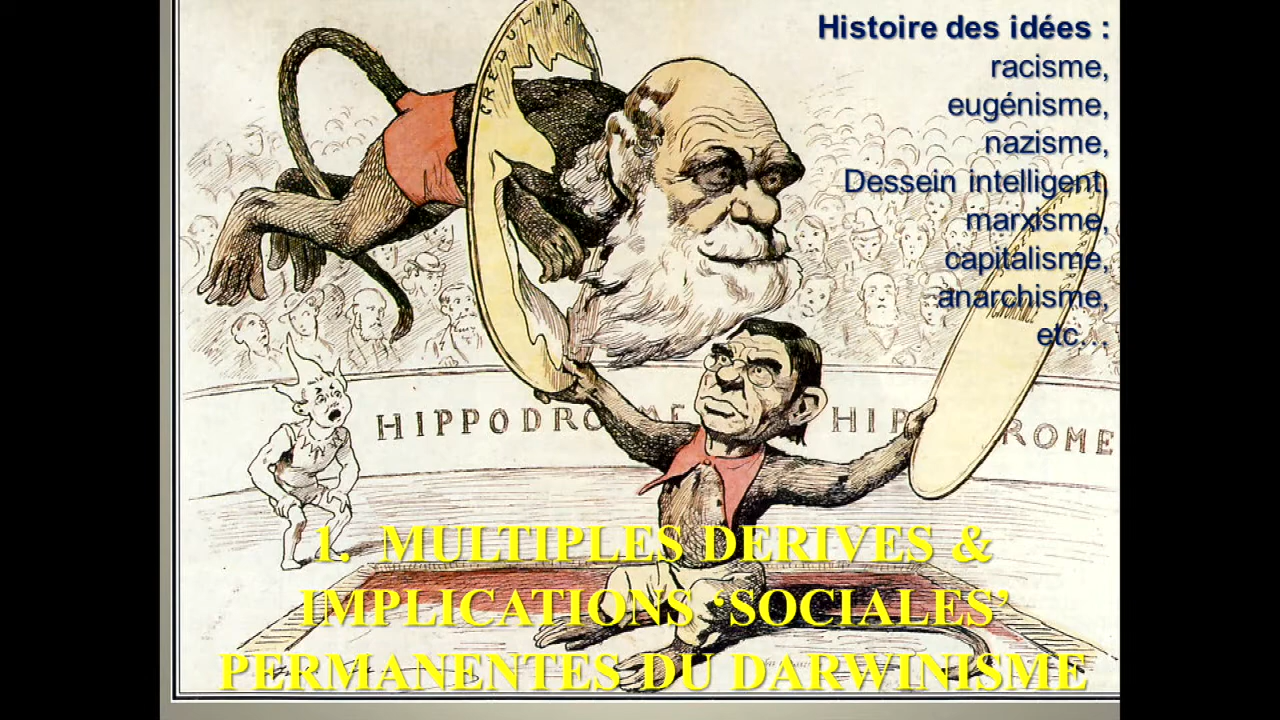 Histoire des idées :
racisme,
eugénisme,
nazisme,
Dessein intelligent,
marxisme,
capitalisme,
anarchisme,
etc…
CREDULITE
HIPPODROME HIPPODROME
1. MULTIPLES DERIVES &
IMPLICATIONS ‘SOCIALES’
PERMANENTES DU DARWINISME